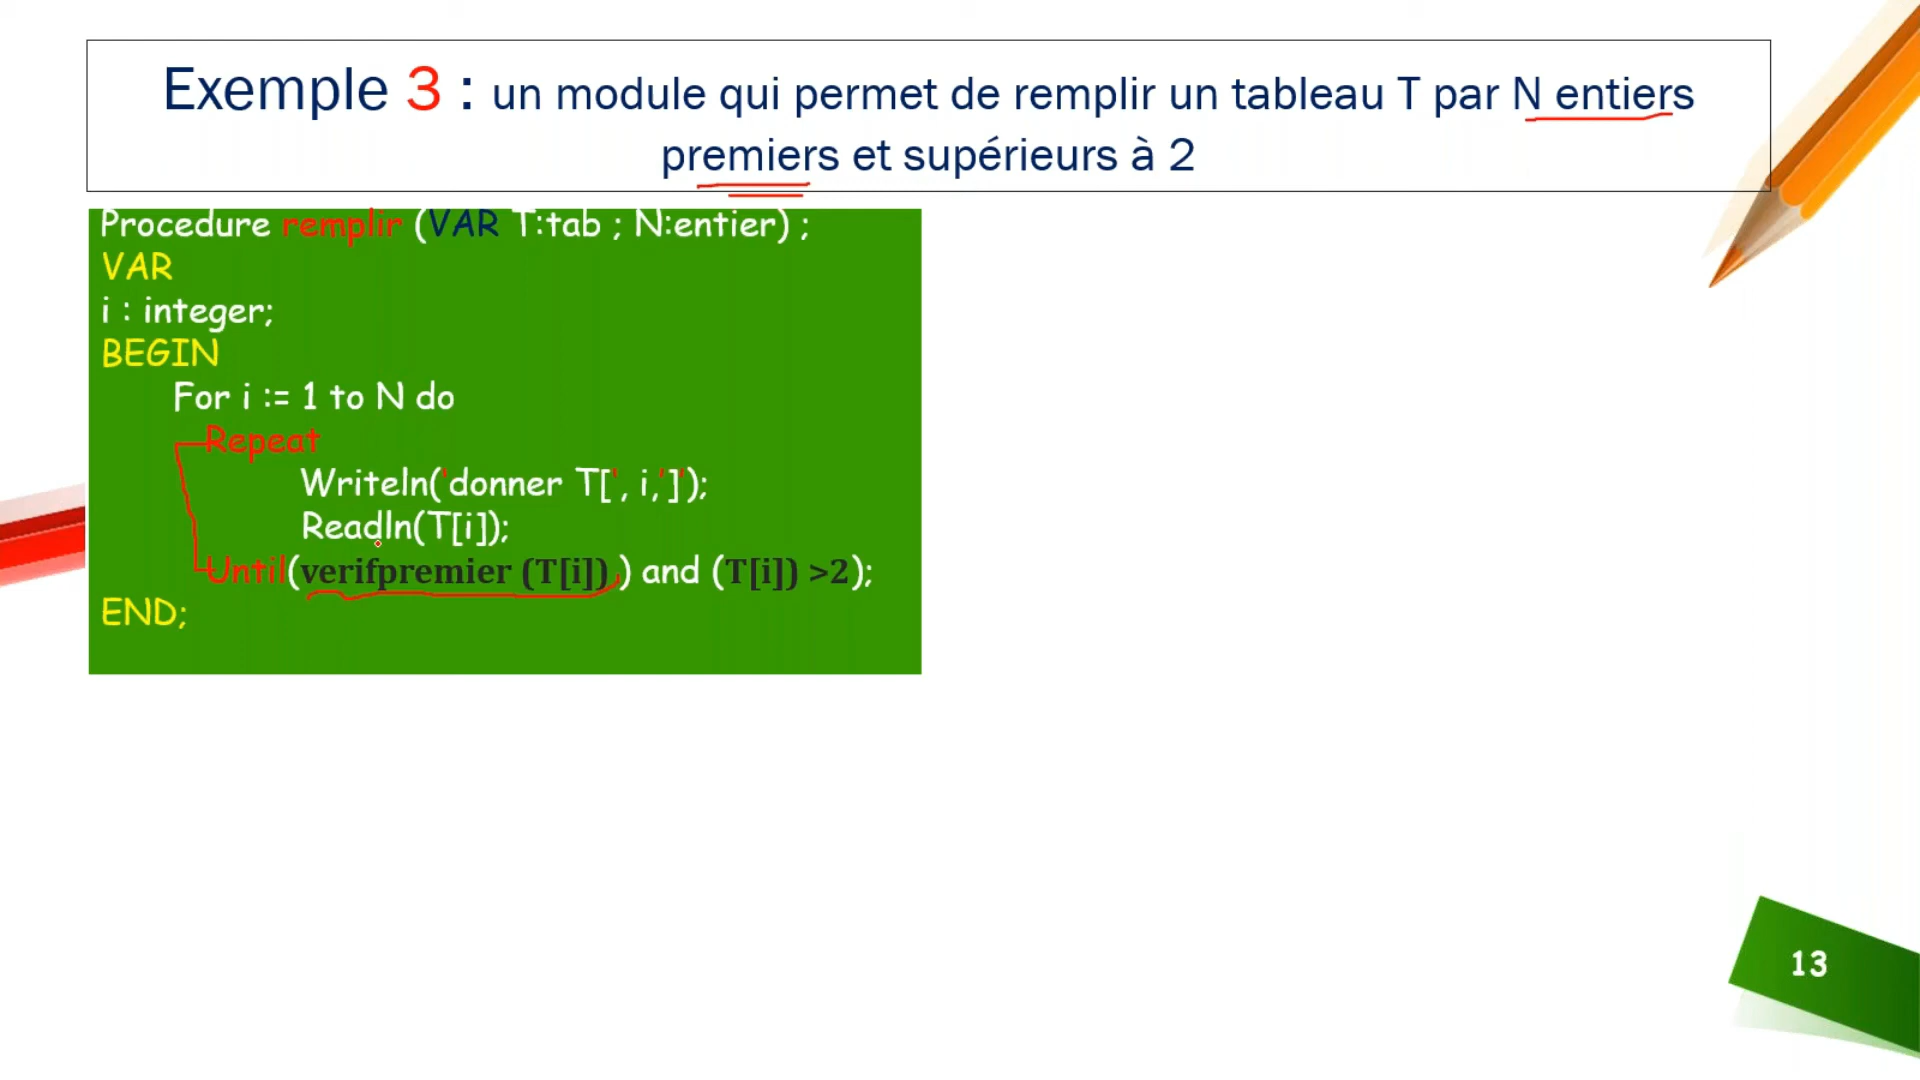 Exemple 3 : un module qui permet de remplir un tableau T par N entiers
premiers et supérieurs à 2
Procedure remplir (VAR T:tab ; N:entier) ;
VAR
i : integer;
BEGIN
For i := 1 to N do
Repeat
Writeln('donner T[', i,']');
Readln(T[i]);
Until(verifpremier (T[i]) ) and (T[i]) >2);
END;
13